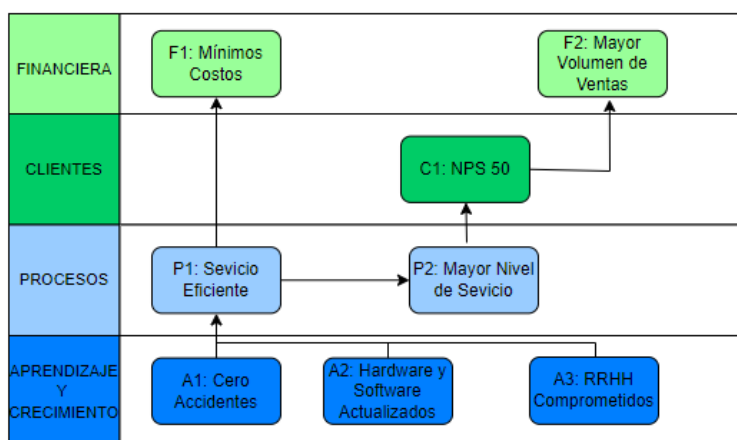 FINANCIERA
F1: Mínimos
Costos
F2: Mayor
Volumen de
Ventas
CLIENTES
C1: NPS 50
PROCESOS
P1: Sevicio
Eficiente
P2: Mayor Nivel
de Sevicio
APRENDIZAJE
Y
CRECIMIENTO
A1: Cero
Accidentes
A2: Hardware y
Software
Actualizados
A3: RRHH
Comprometidos